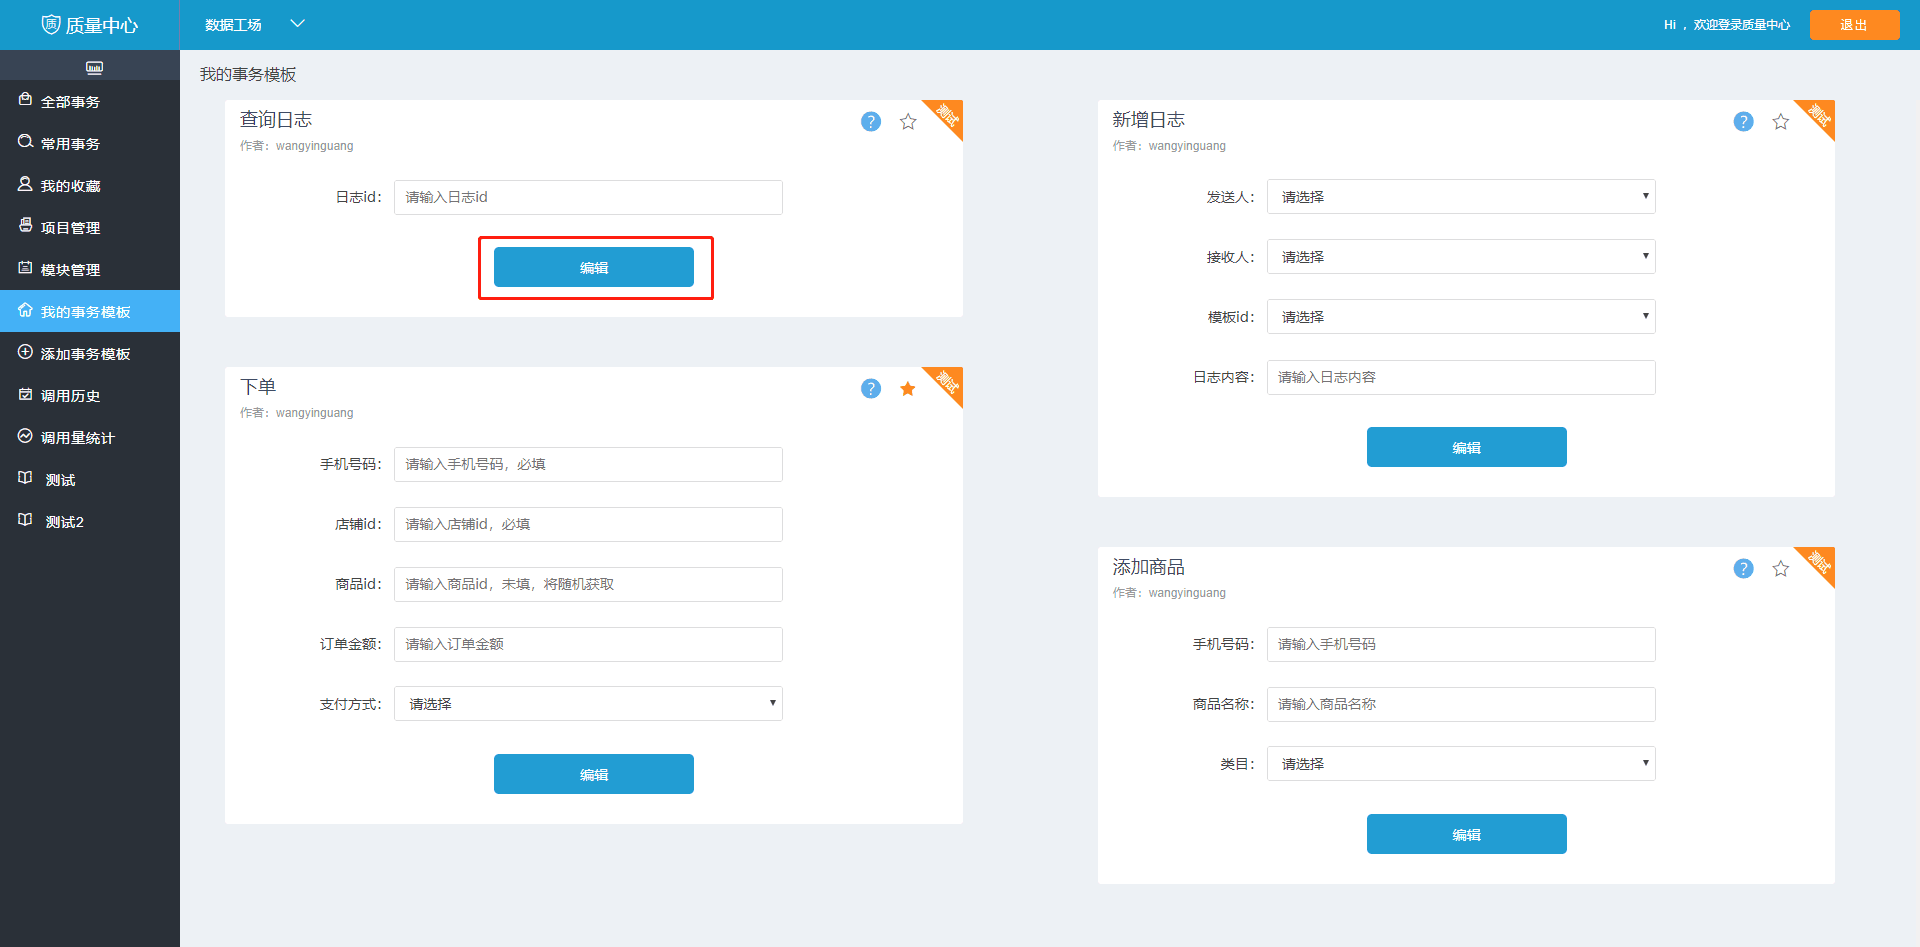 质 质量中心
数据工场
Hi ，欢迎登录质量中心
退出
全部事务
常用事务
我的收藏
项目管理
模块管理
我的事务模板
添加事务模板
调用历史
调用量统计
测试
测试2
我的事务模板
查询日志
?
测试
作者：wangyinguang
日志id：
请输入日志id
编辑
下单
?
测试
作者：wangyinguang
手机号码：
请输入手机号码，必填
店铺id：
请输入店铺id，必填
商品id：
请输入商品id，未填，将随机获取
订单金额：
请输入订单金额
支付方式：
请选择
编辑
新增日志
?
测试
作者：wangyinguang
发送人：
请选择
接收人：
请选择
模板id：
请选择
日志内容：
请输入日志内容
编辑
添加商品
?
测试
作者：wangyinguang
手机号码：
请输入手机号码
商品名称：
请输入商品名称
类目：
请选择
编辑